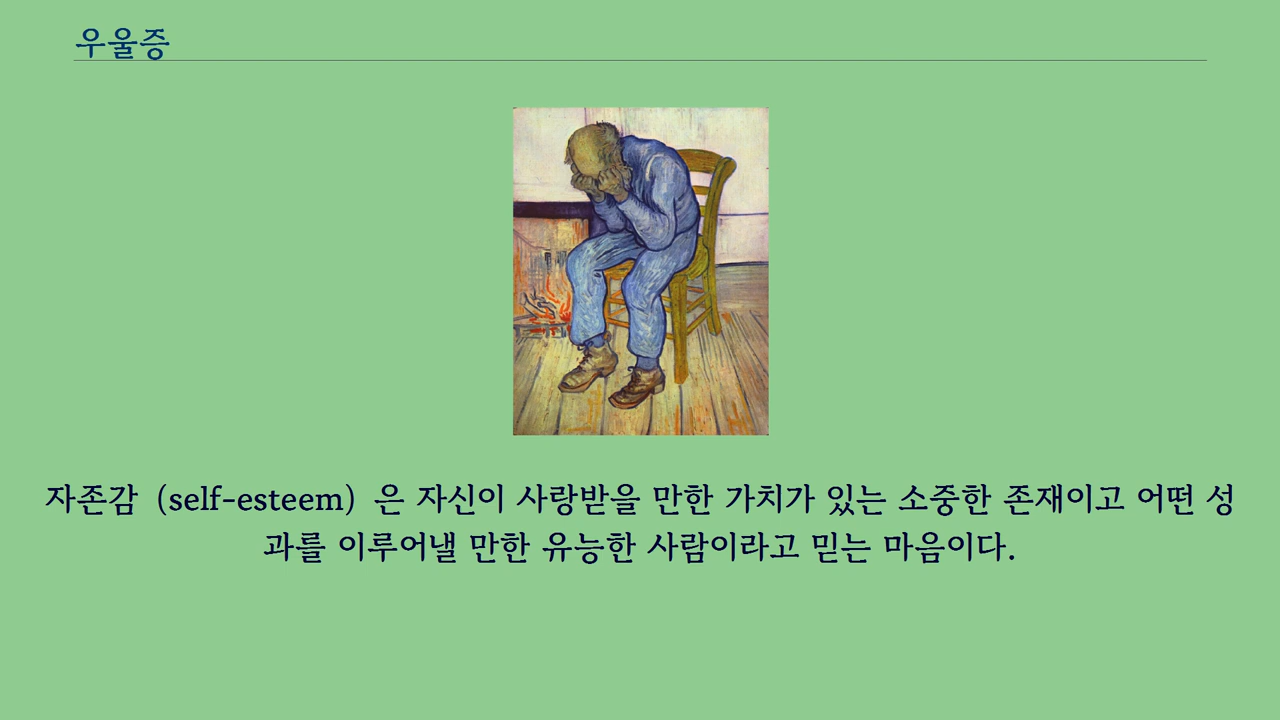 우울증
자존감 (self-esteem) 은 자신이 사랑받을 만한 가치가 있는 소중한 존재이고 어떤 성
과를 이루어낼 만한 유능한 사람이라고 믿는 마음이다.